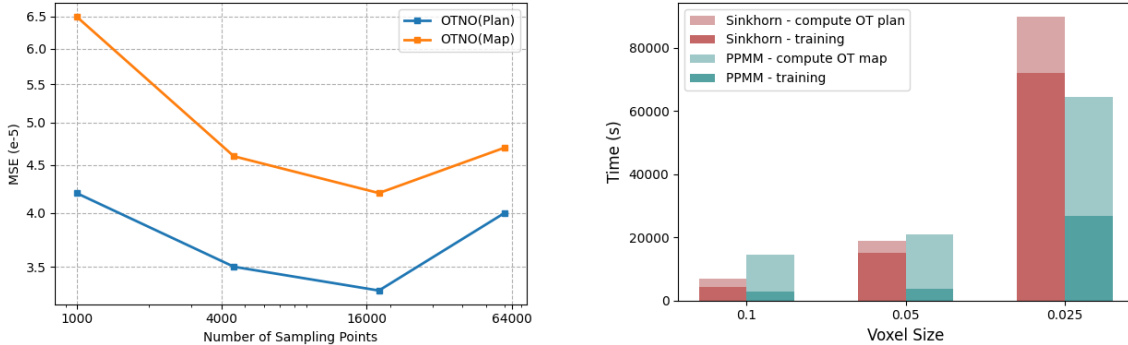 6.5
6.0
5.5
5.0
4.5
4.0
3.5
MSE (e-5)
1000
4000
16000
64000
Number of Sampling Points
OTNO(Plan)
OTNO(Map)
80000
60000
40000
20000
0
Time (s)
0.1
0.05
0.025
Voxel Size
Sinkhorn - compute OT plan
Sinkhorn - training
PPMM - compute OT map
PPMM - training